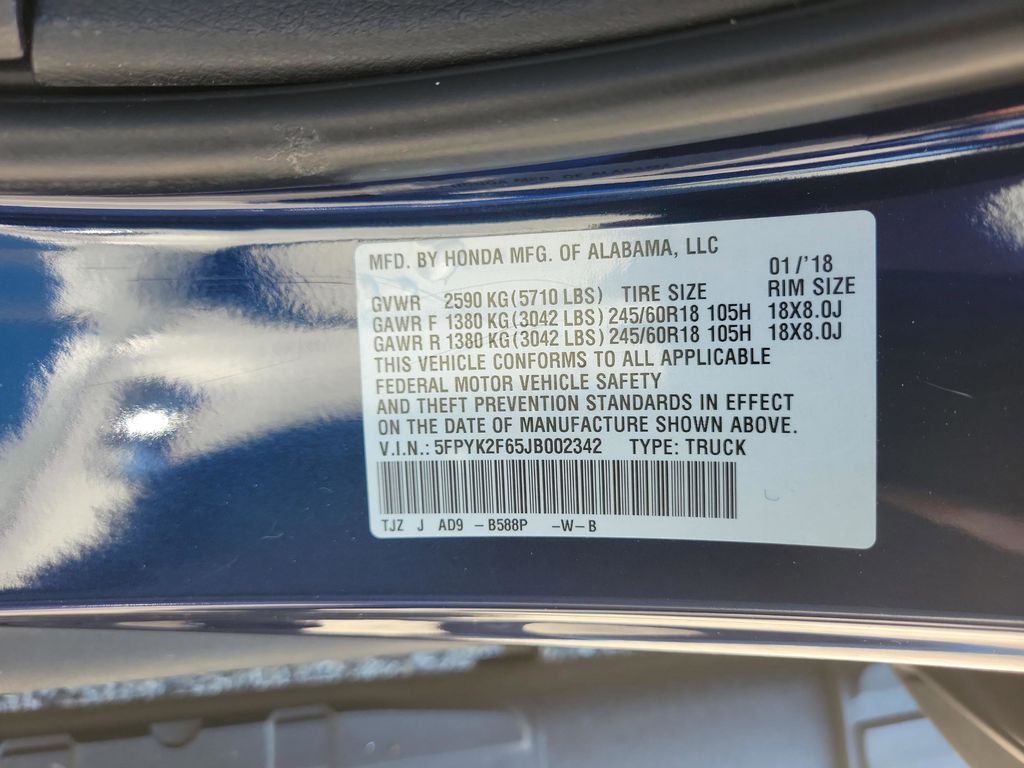 MFD. BY HONDA MFG. OF ALABAMA, LLC
01/'18
GVWR 2590 KG(5710 LBS) TIRE SIZE RIM SIZE
GAWR F 1380 KG(3042 LBS) 245/60R18 105H 18X8.0J
GAWR R 1380 KG(3042 LBS) 245/60R18 105H 18X8.0J
THIS VEHICLE CONFORMS TO ALL APPLICABLE
FEDERAL MOTOR VEHICLE SAFETY
AND THEFT PREVENTION STANDARDS IN EFFECT
ON THE DATE OF MANUFACTURE SHOWN ABOVE.
V.I.N.: 5FPYK2F65JB002342 TYPE: TRUCK
TJZ J AD9 -B588P -W-B